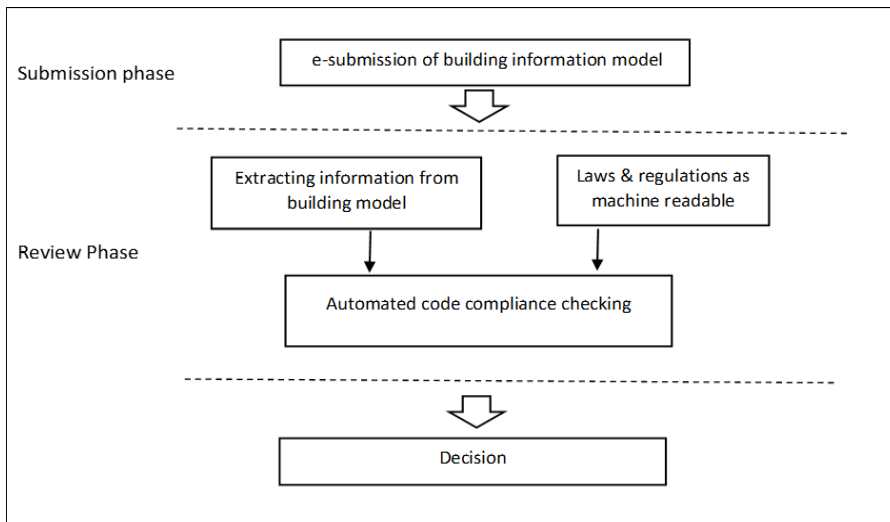 Submission phase
e-submission of building information model
Extracting information from
building model
Laws & regulations as
machine readable
Review Phase
Automated code compliance checking
Decision